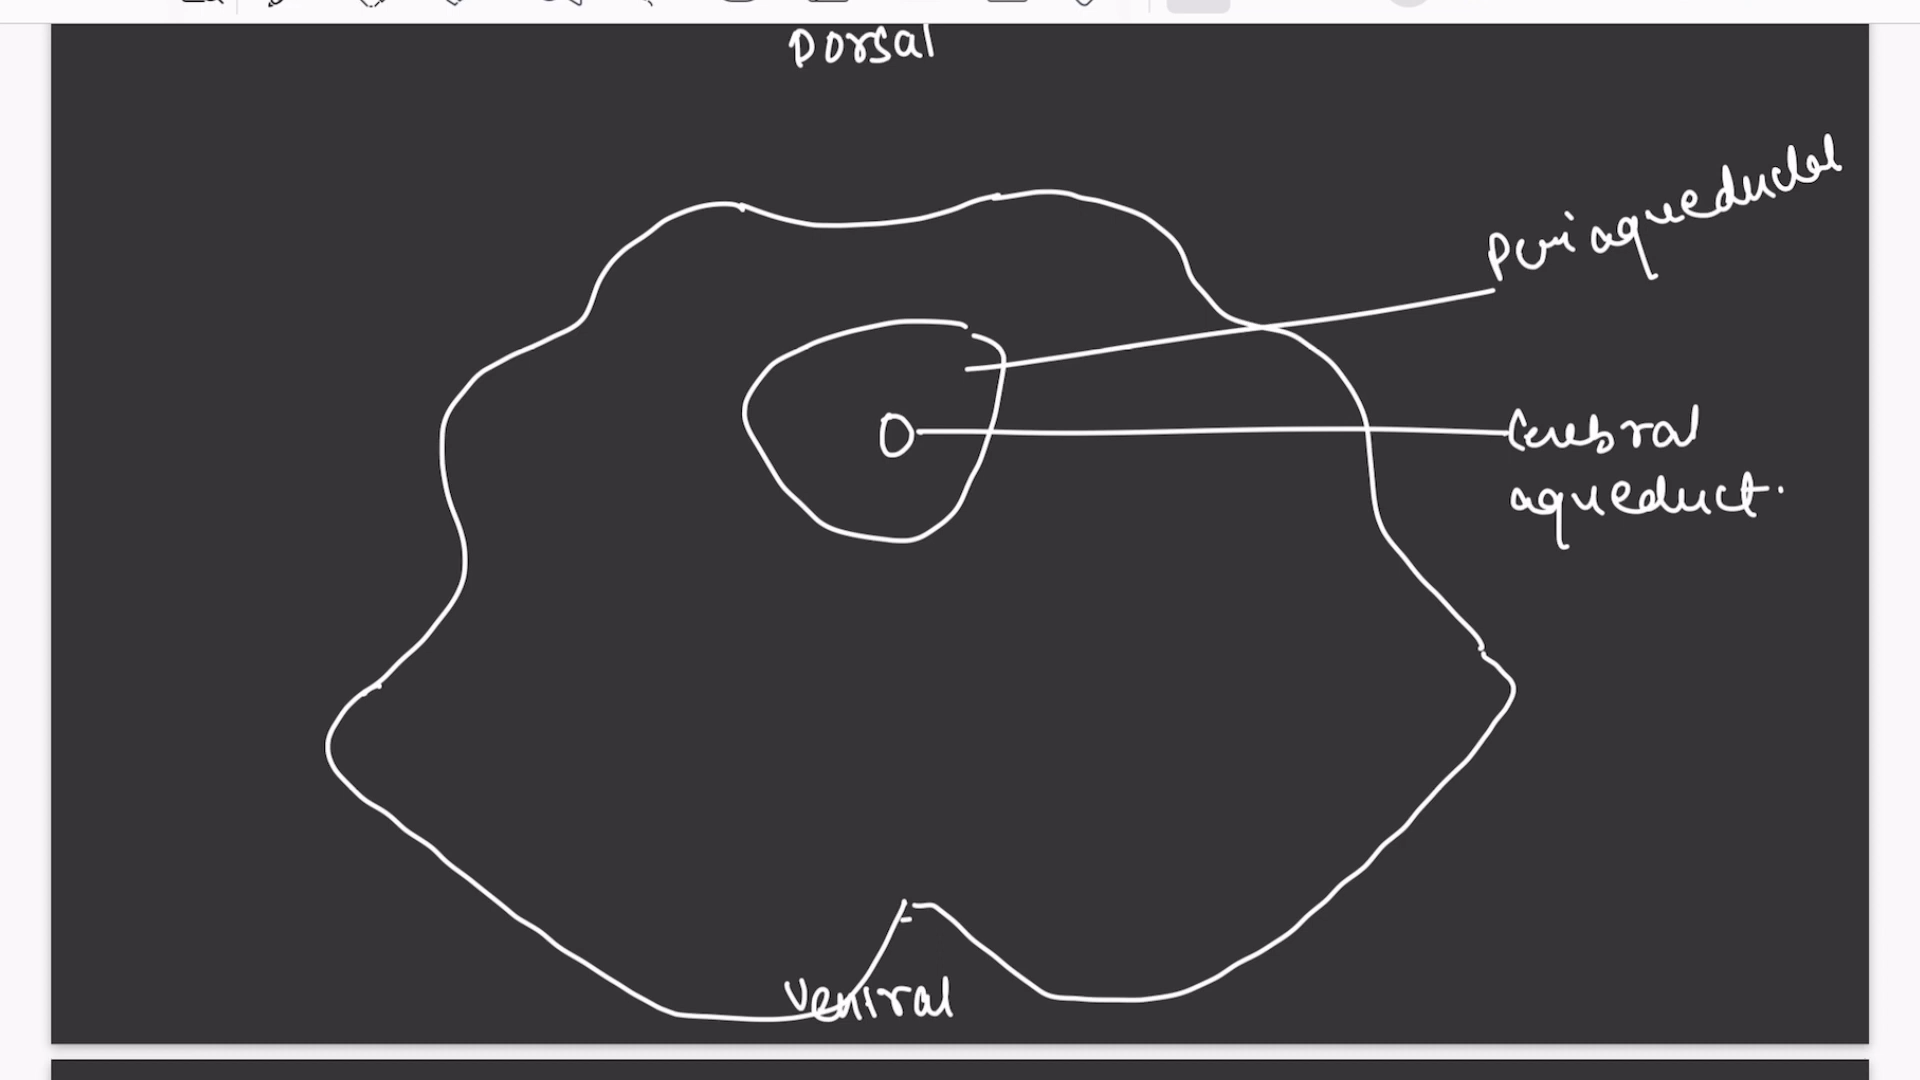 Dorsal
Periaqueductal
Cerebral
aqueduct.
Ventral